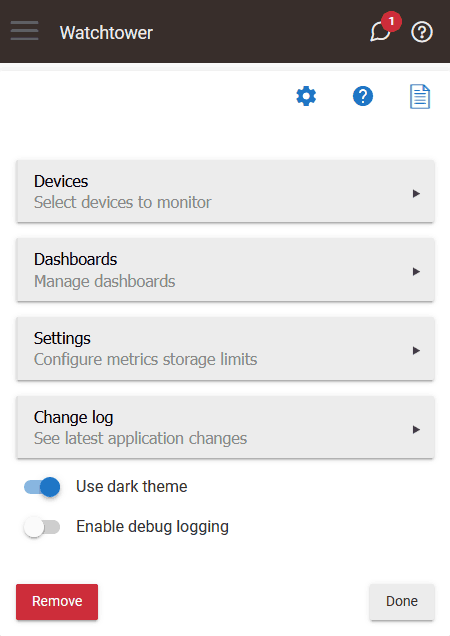 Watchtower
1
Devices
Select devices to monitor
Dashboards
Manage dashboards
Settings
Configure metrics storage limits
Change log
See latest application changes
Use dark theme
Enable debug logging
Remove
Done